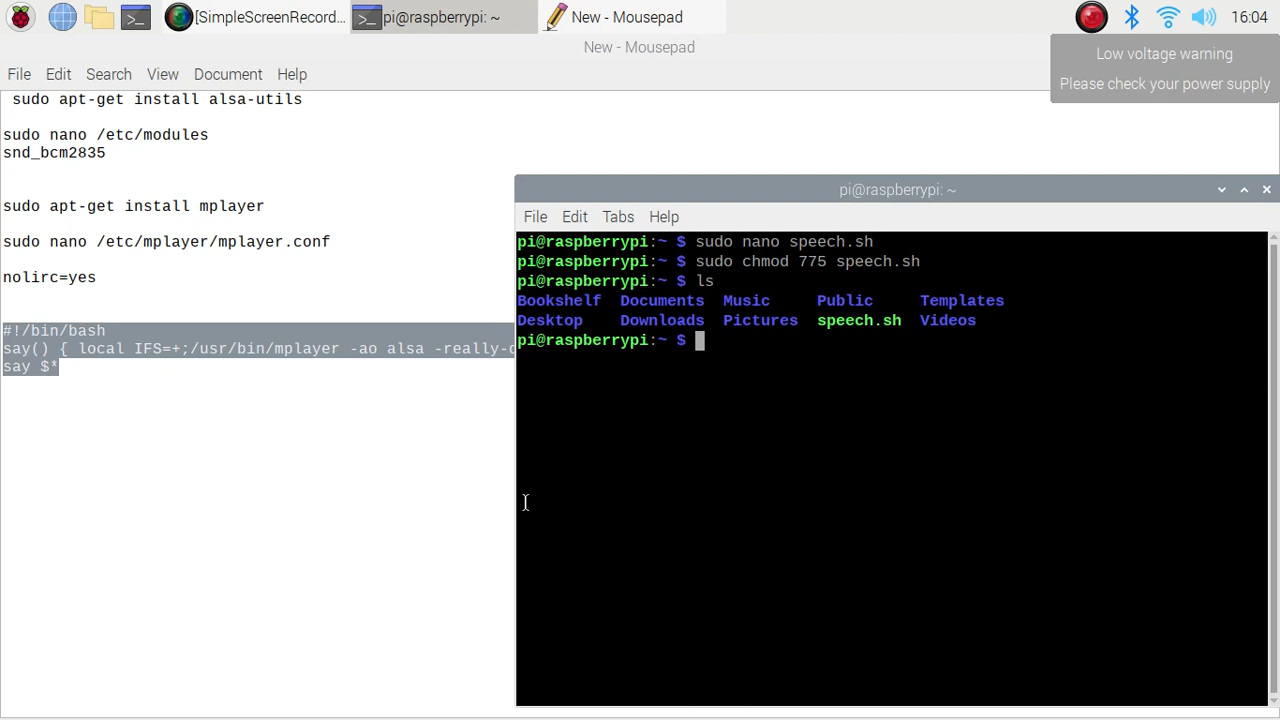 [SimpleScreenRecord...
pi@raspberrypi: ~
New - Mousepad
16:04
New - Mousepad
Low voltage warning
Please check your power supply
File Edit Search View Document Help
sudo apt-get install alsa-utils
sudo nano /etc/modules
snd_bcm2835
sudo apt-get install mplayer
sudo nano /etc/mplayer/mplayer.conf
nolirc=yes
#!/bin/bash
say() { local IFS=+;/usr/bin/mplayer -ao alsa -really-
say $*
pi@raspberrypi: ~
File Edit Tabs Help
pi@raspberrypi:~ $ sudo nano speech.sh
pi@raspberrypi:~ $ sudo chmod 775 speech.sh
pi@raspberrypi:~ $ ls
Bookshelf Documents Music Public Templates
Desktop Downloads Pictures speech.sh Videos
pi@raspberrypi:~ $